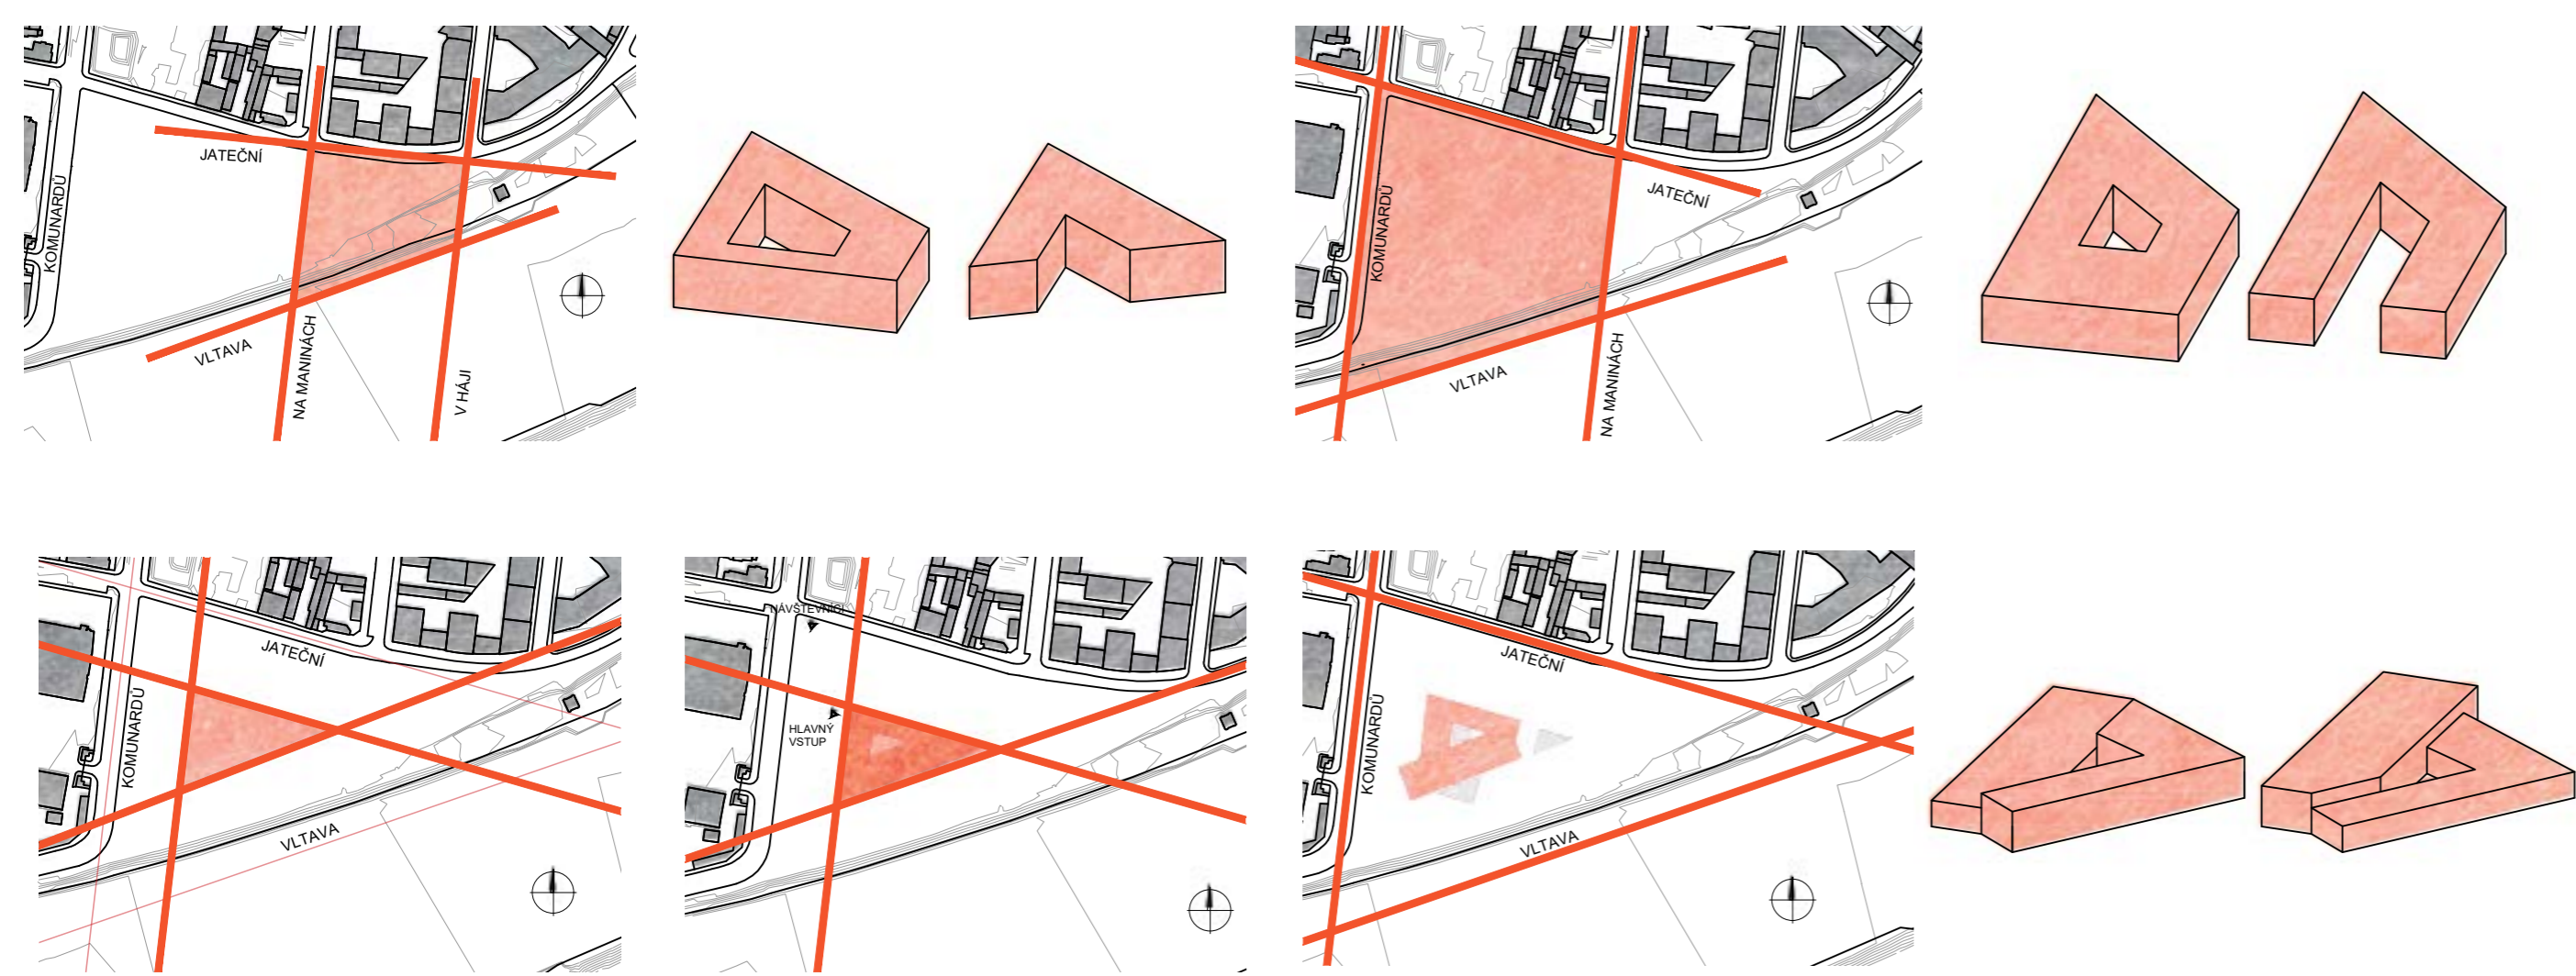 JATEČNÍ
KOMUNARDŮ
VLTAVA
NA MANINÁCH
V HÁJI
JATEČNÍ
KOMUNARDŮ
VLTAVA
NA MANINÁCH
JATEČNÍ
KOMUNARDŮ
VLTAVA
NÁVŠTEVNÍCI
HLAVNÝ
VSTUP
JATEČNÍ
KOMUNARDŮ
VLTAVA